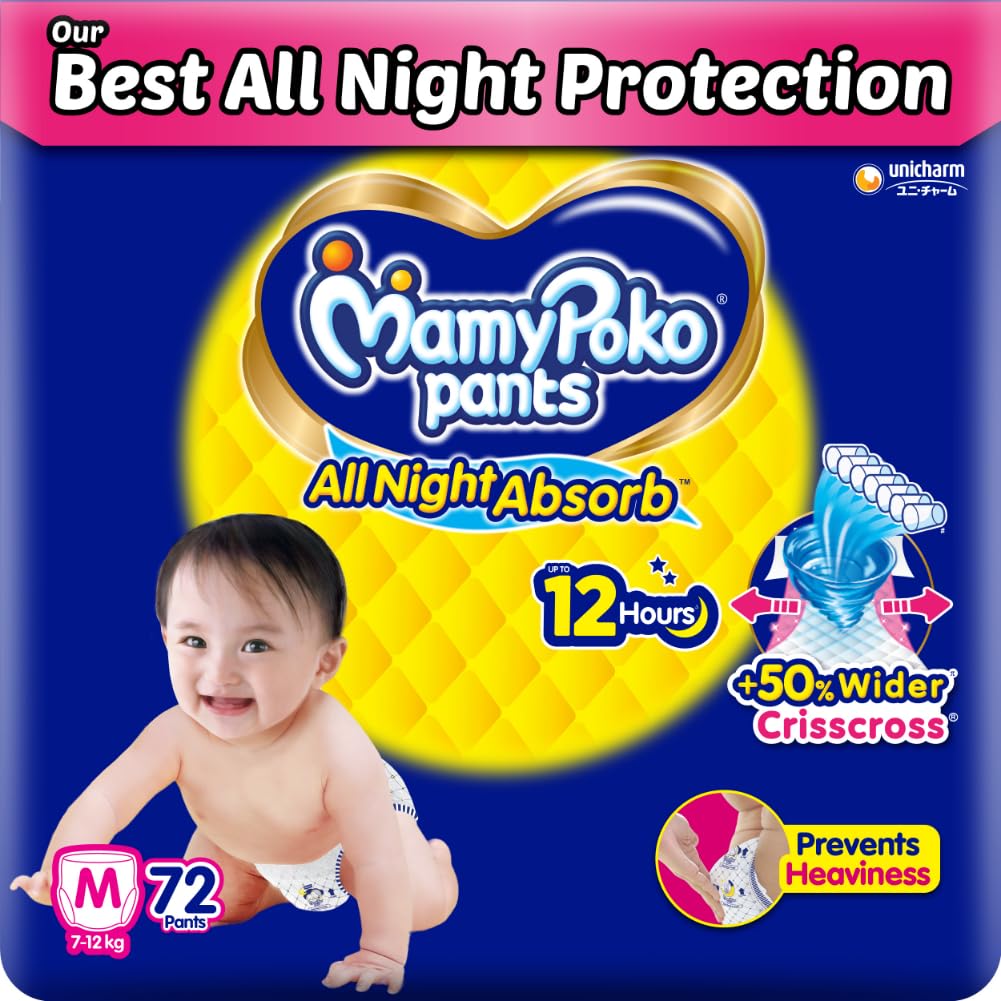 Our
Best All Night Protection
unicharm
ユニ・チャーム
MamyPoko®
pants
All Night Absorb™
UP TO
12 Hours
#
+50% Wider
Crisscross®
Prevents
Heaviness
M
7-12 kg
72
Pants